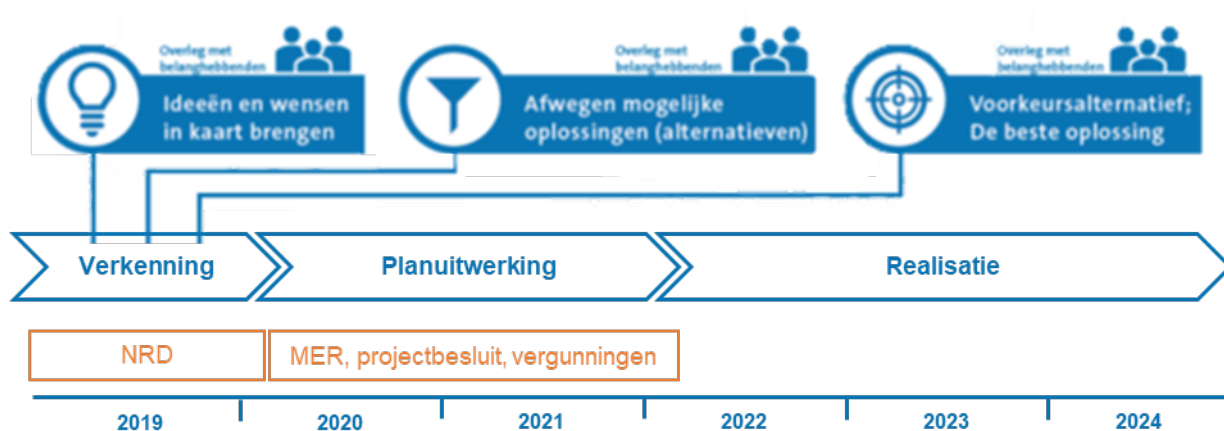 Overleg met
belanghebbenden
Ideeën en wensen
in kaart brengen
Overleg met
belanghebbenden
Afwegen mogelijke
oplossingen (alternatieven)
Overleg met
belanghebbenden
Voorkeursalternatief;
De beste oplossing
Verkenning
Planuitwerking
Realisatie
NRD
MER, projectbesluit, vergunningen
2019
2020
2021
2022
2023
2024